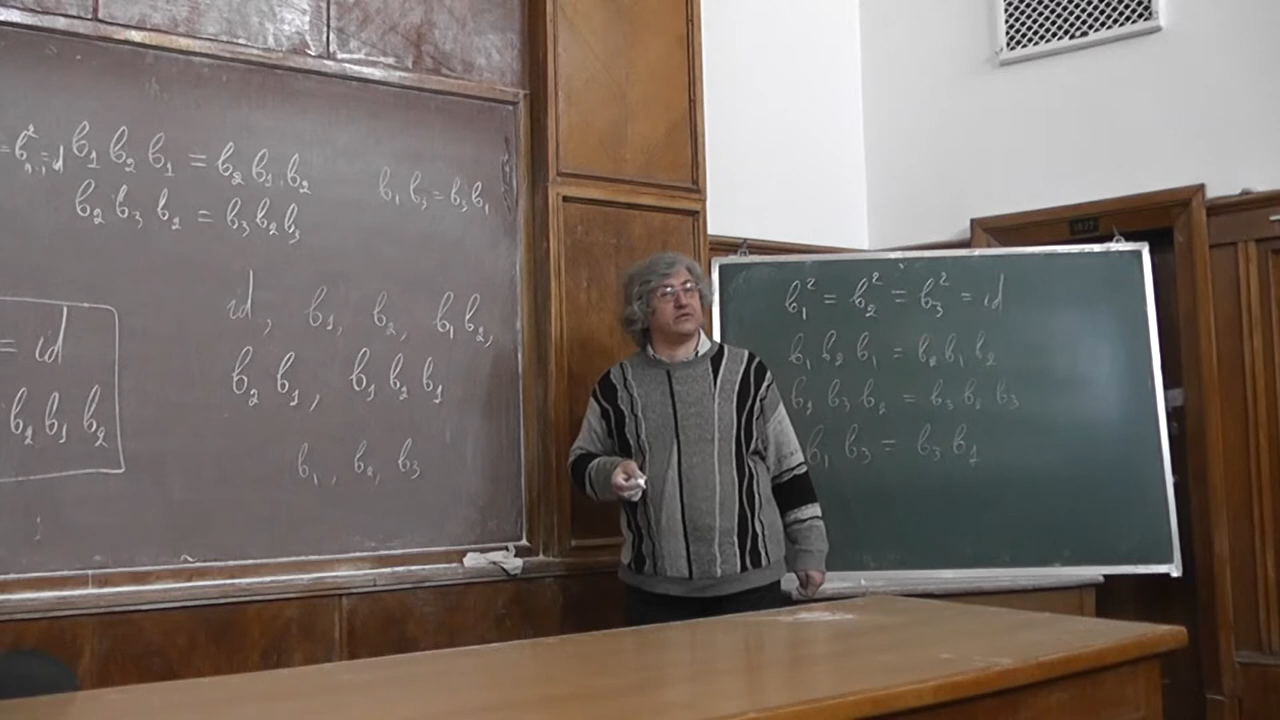 = b²ₙ₋₁ = id
b₁ b₂ b₁ = b₂ b₁ b₂
b₂ b₃ b₂ = b₃ b₂ b₃
b₁ b₃ = b₃ b₁
id, b₁, b₂, b₁ b₂,
b₂ b₁, b₁ b₂ b₁
b₁, b₂, b₃
= id
b₂ b₁ b₂
b₁² = b₂² = b₃² = id
b₁ b₂ b₁ = b₂ b₁ b₂
b₂ b₃ b₂ = b₃ b₂ b₃
b₁ b₃ = b₃ b₁